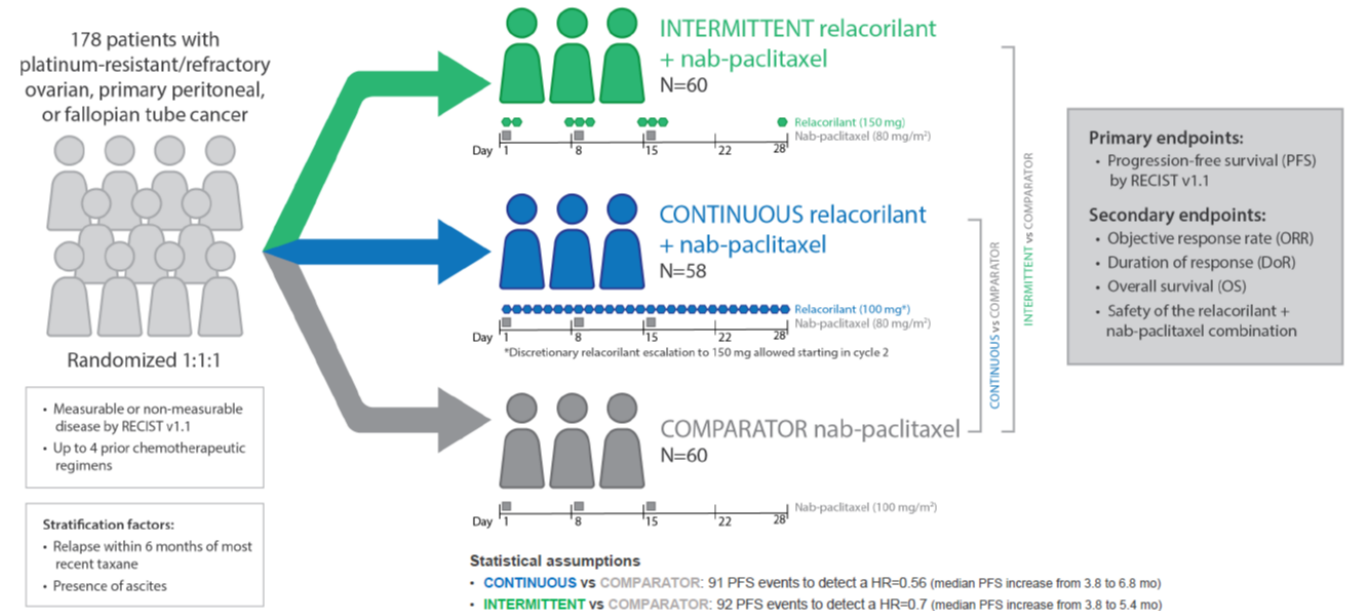 178 patients with
platinum-resistant/refractory
ovarian, primary peritoneal,
or fallopian tube cancer
Randomized 1:1:1
• Measurable or non-measurable
disease by RECIST v1.1
• Up to 4 prior chemotherapeutic
regimens
Stratification factors:
• Relapse within 6 months of most
recent taxane
• Presence of ascites
INTERMITTENT relacorilant
+ nab-paclitaxel
N=60
Relacorilant (150 mg)
Nab-paclitaxel (80 mg/m²)
Day 1 8 15 22 28
CONTINUOUS relacorilant
+ nab-paclitaxel
N=58
Relacorilant (100 mg*)
Nab-paclitaxel (80 mg/m²)
Day 1 8 15 22 28
*Discretionary relacorilant escalation to 150 mg allowed starting in cycle 2
COMPARATOR nab-paclitaxel
N=60
Nab-paclitaxel (100 mg/m²)
Day 1 8 15 22 28
CONTINUOUS vs COMPARATOR
INTERMITTENT vs COMPARATOR
Primary endpoints:
• Progression-free survival (PFS)
by RECIST v1.1
Secondary endpoints:
• Objective response rate (ORR)
• Duration of response (DoR)
• Overall survival (OS)
• Safety of the relacorilant +
nab-paclitaxel combination
Statistical assumptions
• CONTINUOUS vs COMPARATOR: 91 PFS events to detect a HR=0.56 (median PFS increase from 3.8 to 6.8 mo)
• INTERMITTENT vs COMPARATOR: 92 PFS events to detect a HR=0.7 (median PFS increase from 3.8 to 5.4 mo)